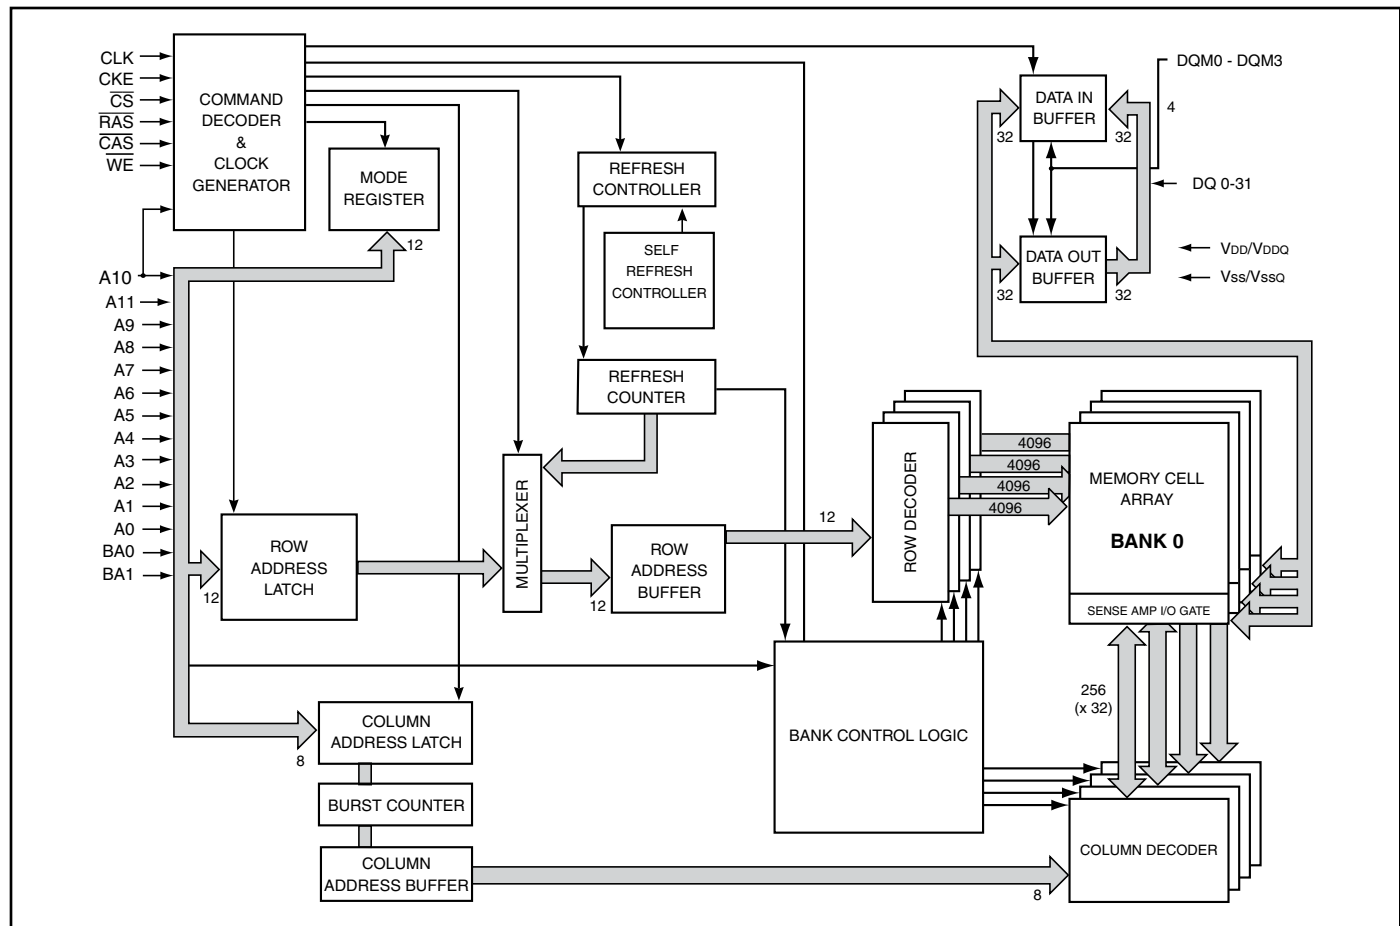 CLK
CKE
C̅S̅
R̅A̅S̅
C̅A̅S̅
W̅E̅
A10
A11
A9
A8
A7
A6
A5
A4
A3
A2
A1
A0
BA0
BA1
COMMAND
DECODER
&
CLOCK
GENERATOR
MODE
REGISTER
12
REFRESH
CONTROLLER
SELF
REFRESH
CONTROLLER
REFRESH
COUNTER
DATA IN
BUFFER
32
32
DQM0 - DQM3
4
DQ 0-31
DATA OUT
BUFFER
32
32
VDD/VDDQ
Vss/VssQ
12
ROW
ADDRESS
LATCH
MULTIPLEXER
12
ROW
ADDRESS
BUFFER
12
ROW DECODER
4096
4096
4096
4096
MEMORY CELL
ARRAY
BANK 0
SENSE AMP I/O GATE
256
(x 32)
BANK CONTROL LOGIC
8
COLUMN
ADDRESS LATCH
BURST COUNTER
COLUMN
ADDRESS BUFFER
8
COLUMN DECODER